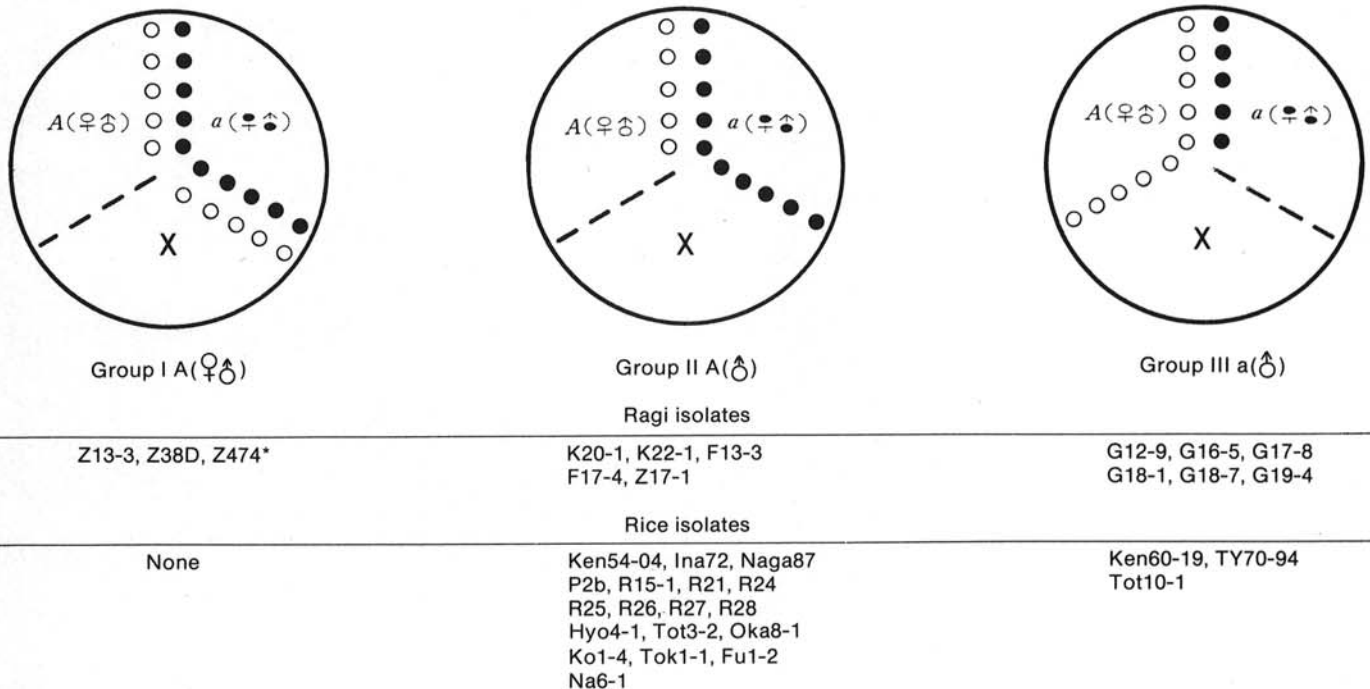 A(♀♂) a(♀♂) A(♀♂) a(♀♂) A(♀♂) a(♀♂)
X X X
Group I A(♀♂) Group II A(♂) Group III a(♂)
Ragi isolates
Z13-3, Z38D, Z474* K20-1, K22-1, F13-3 G12-9, G16-5, G17-8
F17-4, Z17-1 G18-1, G18-7, G19-4
Rice isolates
None Ken54-04, Ina72, Naga87 Ken60-19, TY70-94
P2b, R15-1, R21, R24 Tot10-1
R25, R26, R27, R28
Hyo4-1, Tot3-2, Oka8-1
Ko1-4, Tok1-1, Fu1-2
Na6-1